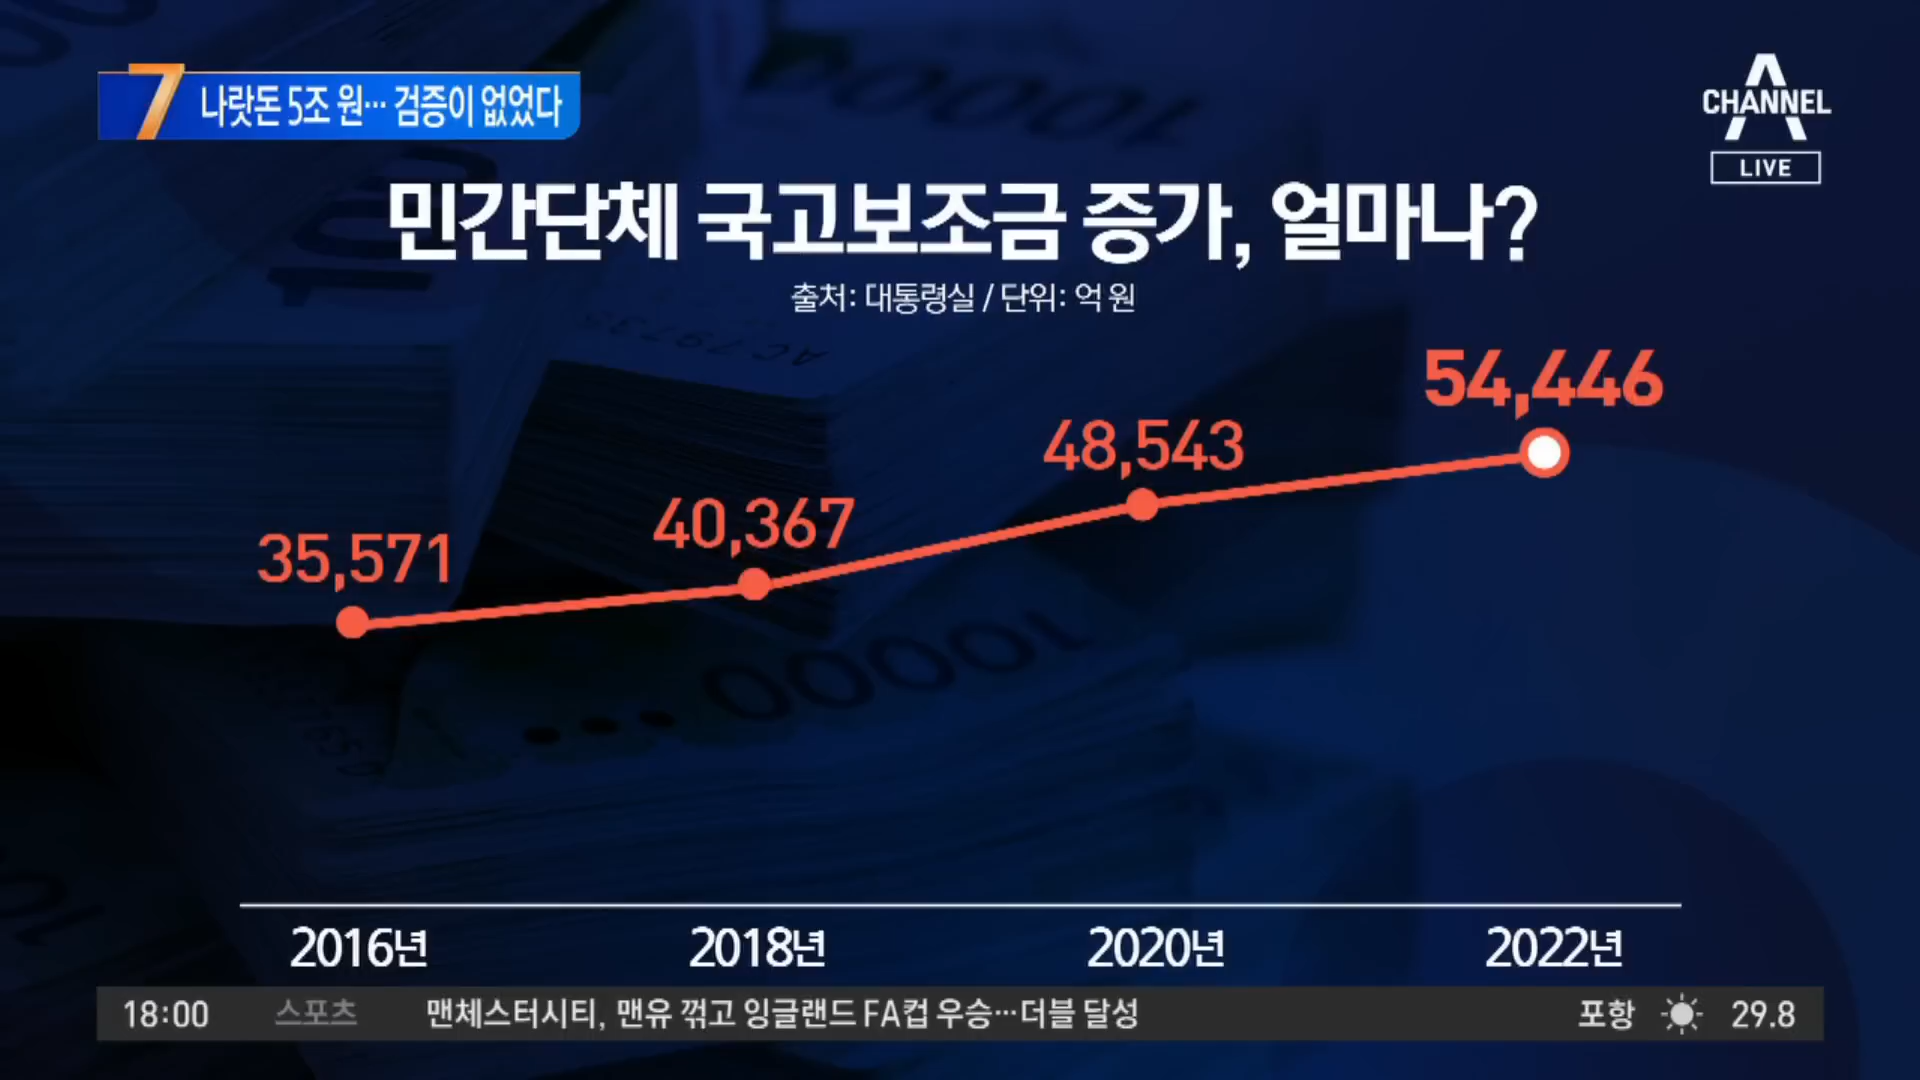 7 나랏돈 5조 원… 검증이 없었다
CHANNEL A
LIVE
민간단체 국고보조금 증가, 얼마나?
출처: 대통령실 / 단위: 억 원
35,571
40,367
48,543
54,446
2016년
2018년
2020년
2022년
18:00 스포츠 맨체스터시티, 맨유 꺾고 잉글랜드 FA컵 우승…더블 달성 포항 29.8